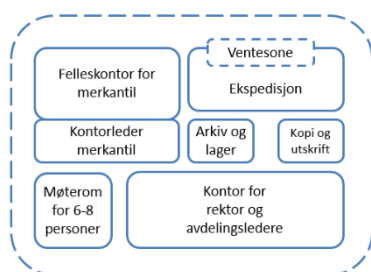 Ventesone
Felleskontor for
merkantil
Ekspedisjon
Kontorleder
merkantil
Arkiv og
lager
Kopi og
utskrift
Møterom
for 6-8
personer
Kontor for
rektor og
avdelingsledere